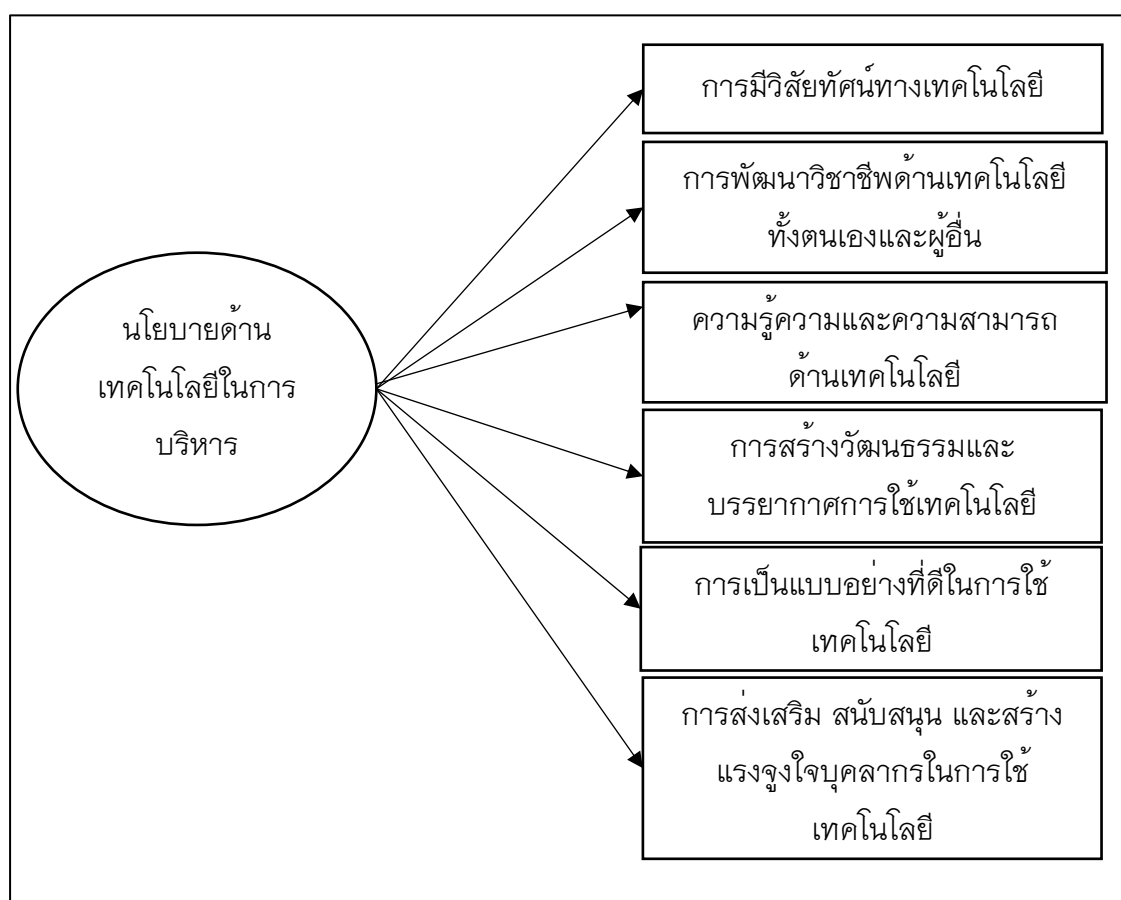 นโยบายด้าน
เทคโนโลยีในการ
บริหาร
การมีวิสัยทัศน์ทางเทคโนโลยี
การพัฒนาวิชาชีพด้านเทคโนโลยี
ทั้งตนเองและผู้อื่น
ความรู้ความและความสามารถ
ด้านเทคโนโลยี
การสร้างวัฒนธรรมและ
บรรยากาศการใช้เทคโนโลยี
การเป็นแบบอย่างที่ดีในการใช้
เทคโนโลยี
การส่งเสริม สนับสนุน และสร้าง
แรงจูงใจบุคลากรในการใช้
เทคโนโลยี